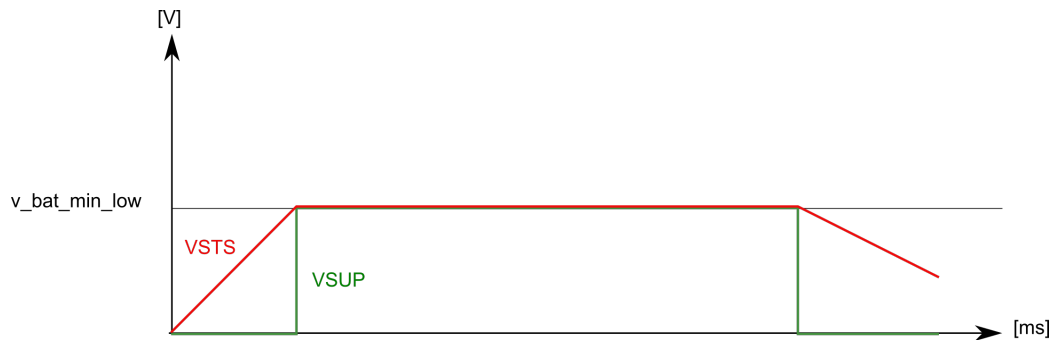 [V]
v_bat_min_low
VSTS
VSUP
[ms]